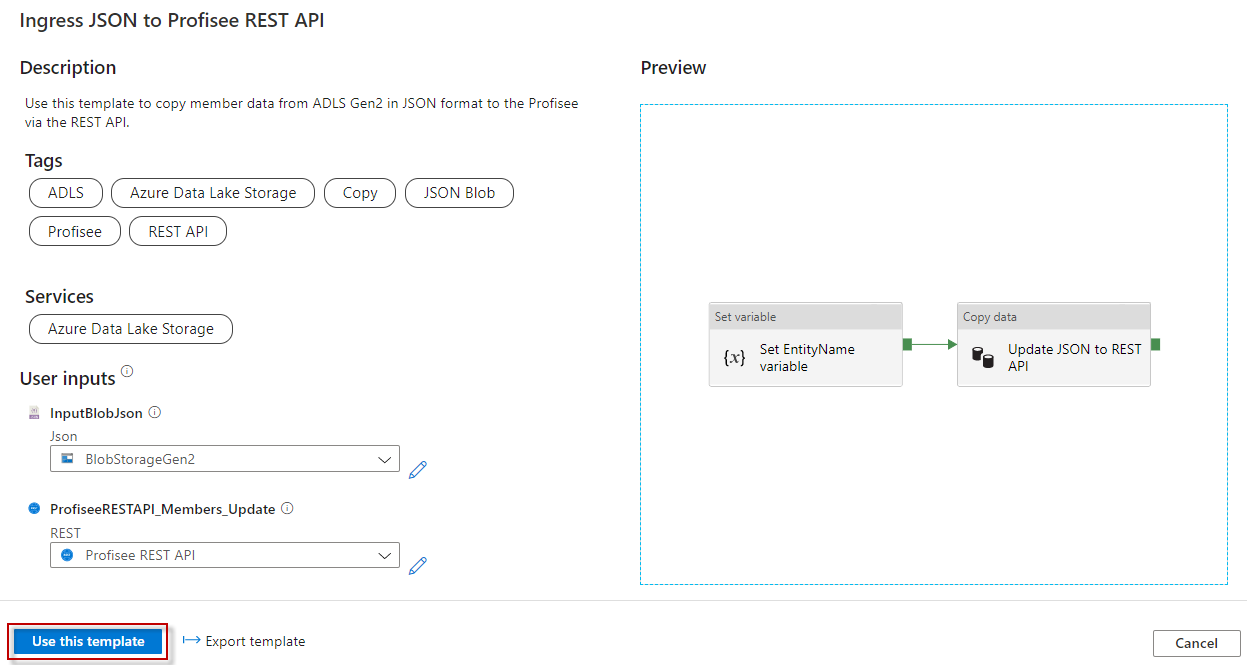 Ingress JSON to Profisee REST API
Description
Use this template to copy member data from ADLS Gen2 in JSON format to the Profisee
via the REST API.
Tags
ADLS
Azure Data Lake Storage
Copy
JSON Blob
Profisee
REST API
Services
Azure Data Lake Storage
User inputs
InputBlobJson
Json
BlobStorageGen2
ProfiseeRESTAPI_Members_Update
REST
Profisee REST API
Preview
Set variable
{x}
Set EntityName
variable
Copy data
Update JSON to REST
API
Use this template
Export template
Cancel